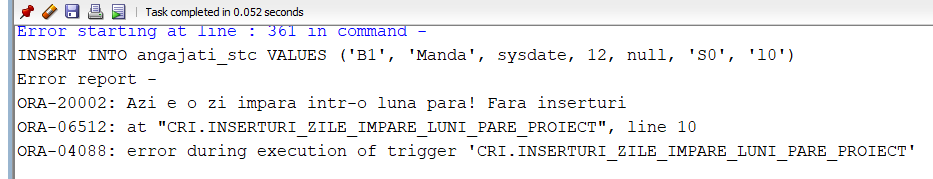 Task completed in 0.052 seconds
Error starting at line : 361 in command -
INSERT INTO angajati_stc VALUES ('B1', 'Manda', sysdate, 12, null, 'S0', 'l0')
Error report -
ORA-20002: Azi e o zi impara intr-o luna para! Fara inserturi
ORA-06512: at "CRI.INSERTURI_ZILE_IMPARE_LUNI_PARE_PROIECT", line 10
ORA-04088: error during execution of trigger 'CRI.INSERTURI_ZILE_IMPARE_LUNI_PARE_PROIECT'